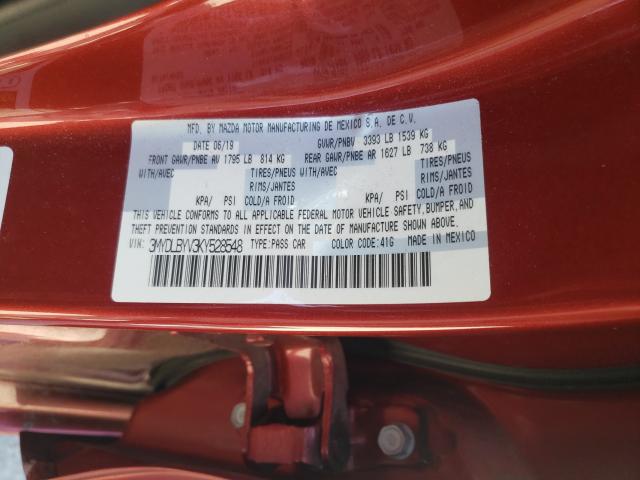 MFD. BY MAZDA MOTOR MANUFACTURING DE MEXICO S.A. DE C.V.
DATE 06/19 GVWR/PNBV 3393 LB 1539 KG
FRONT GAWR/PNBE AV 1795 LB 814 KG REAR GAWR/PNBE AR 1627 LB 738 KG
WITH/AVEC TIRES/PNEUS WITH/AVEC TIRES/PNEUS
RIMS/JANTES RIMS/JANTES
KPA/ PSI COLD/A FROID KPA/ PSI COLD/A FROID
THIS VEHICLE CONFORMS TO ALL APPLICABLE FEDERAL MOTOR VEHICLE SAFETY, BUMPER, AND
THEFT PREVENTION STANDARDS IN EFFECT ON THE DATE OF MANUFACTURE SHOWN ABOVE.
VIN: 3MYDLBYV3KY528548 TYPE:PASS CAR COLOR CODE:41G MADE IN MEXICO